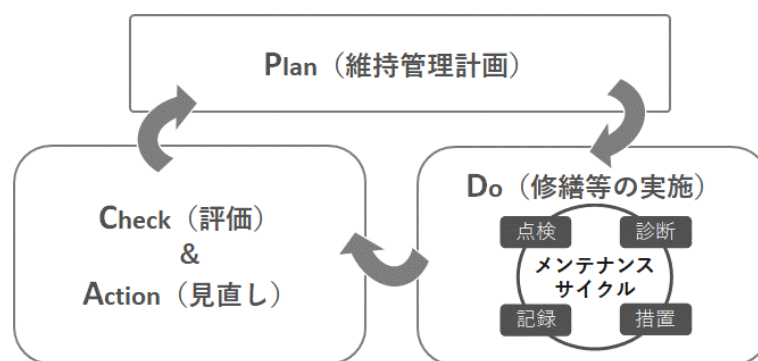 Plan（維持管理計画）
Do（修繕等の実施）
点検
診断
メンテナンス
サイクル
記録
措置
Check（評価）
&
Action（見直し）